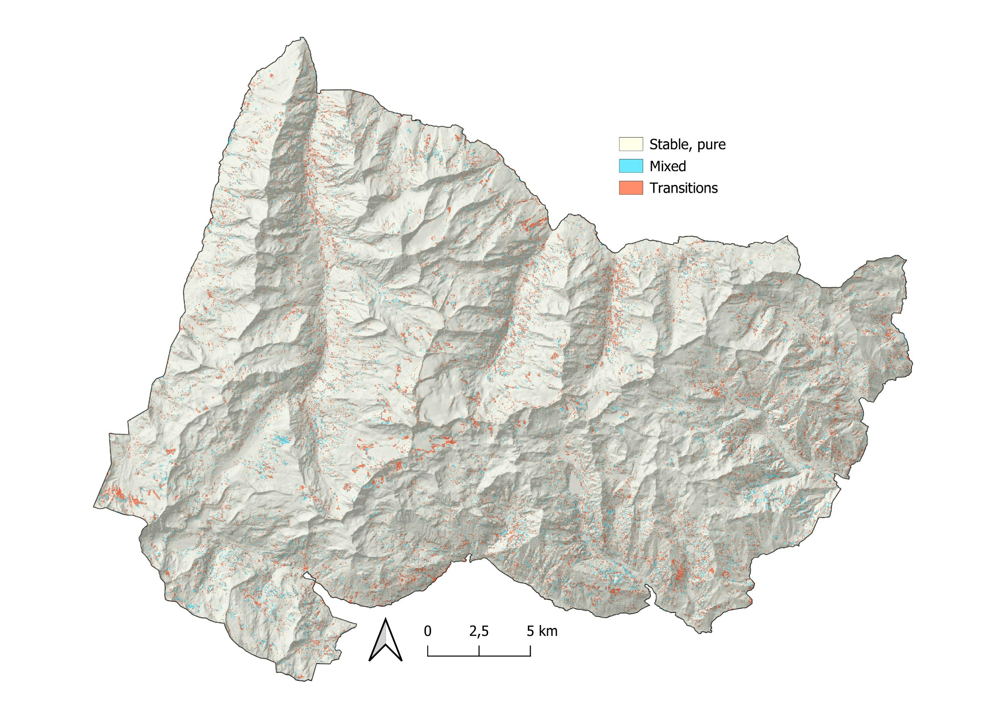 Stable, pure
Mixed
Transitions
0 2,5 5 km